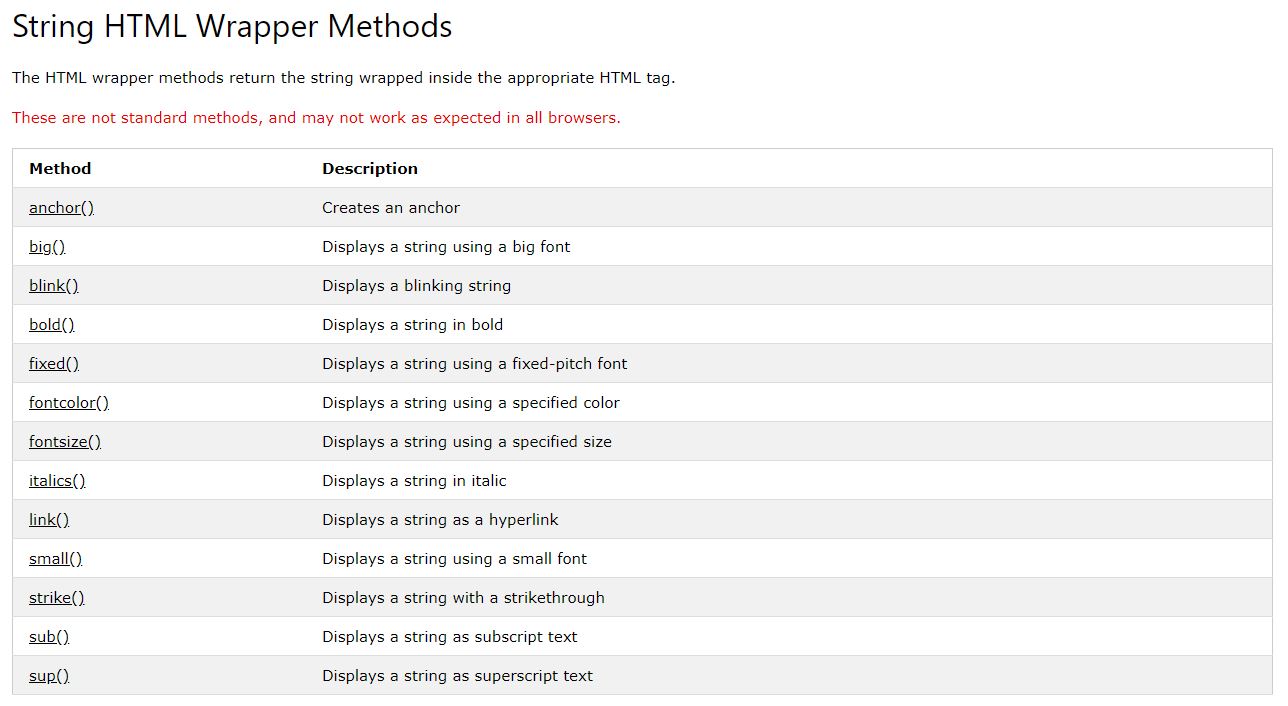 String HTML Wrapper Methods
The HTML wrapper methods return the string wrapped inside the appropriate HTML tag.
These are not standard methods, and may not work as expected in all browsers.
Method Description
anchor() Creates an anchor
big() Displays a string using a big font
blink() Displays a blinking string
bold() Displays a string in bold
fixed() Displays a string using a fixed-pitch font
fontcolor() Displays a string using a specified color
fontsize() Displays a string using a specified size
italics() Displays a string in italic
link() Displays a string as a hyperlink
small() Displays a string using a small font
strike() Displays a string with a strikethrough
sub() Displays a string as subscript text
sup() Displays a string as superscript text